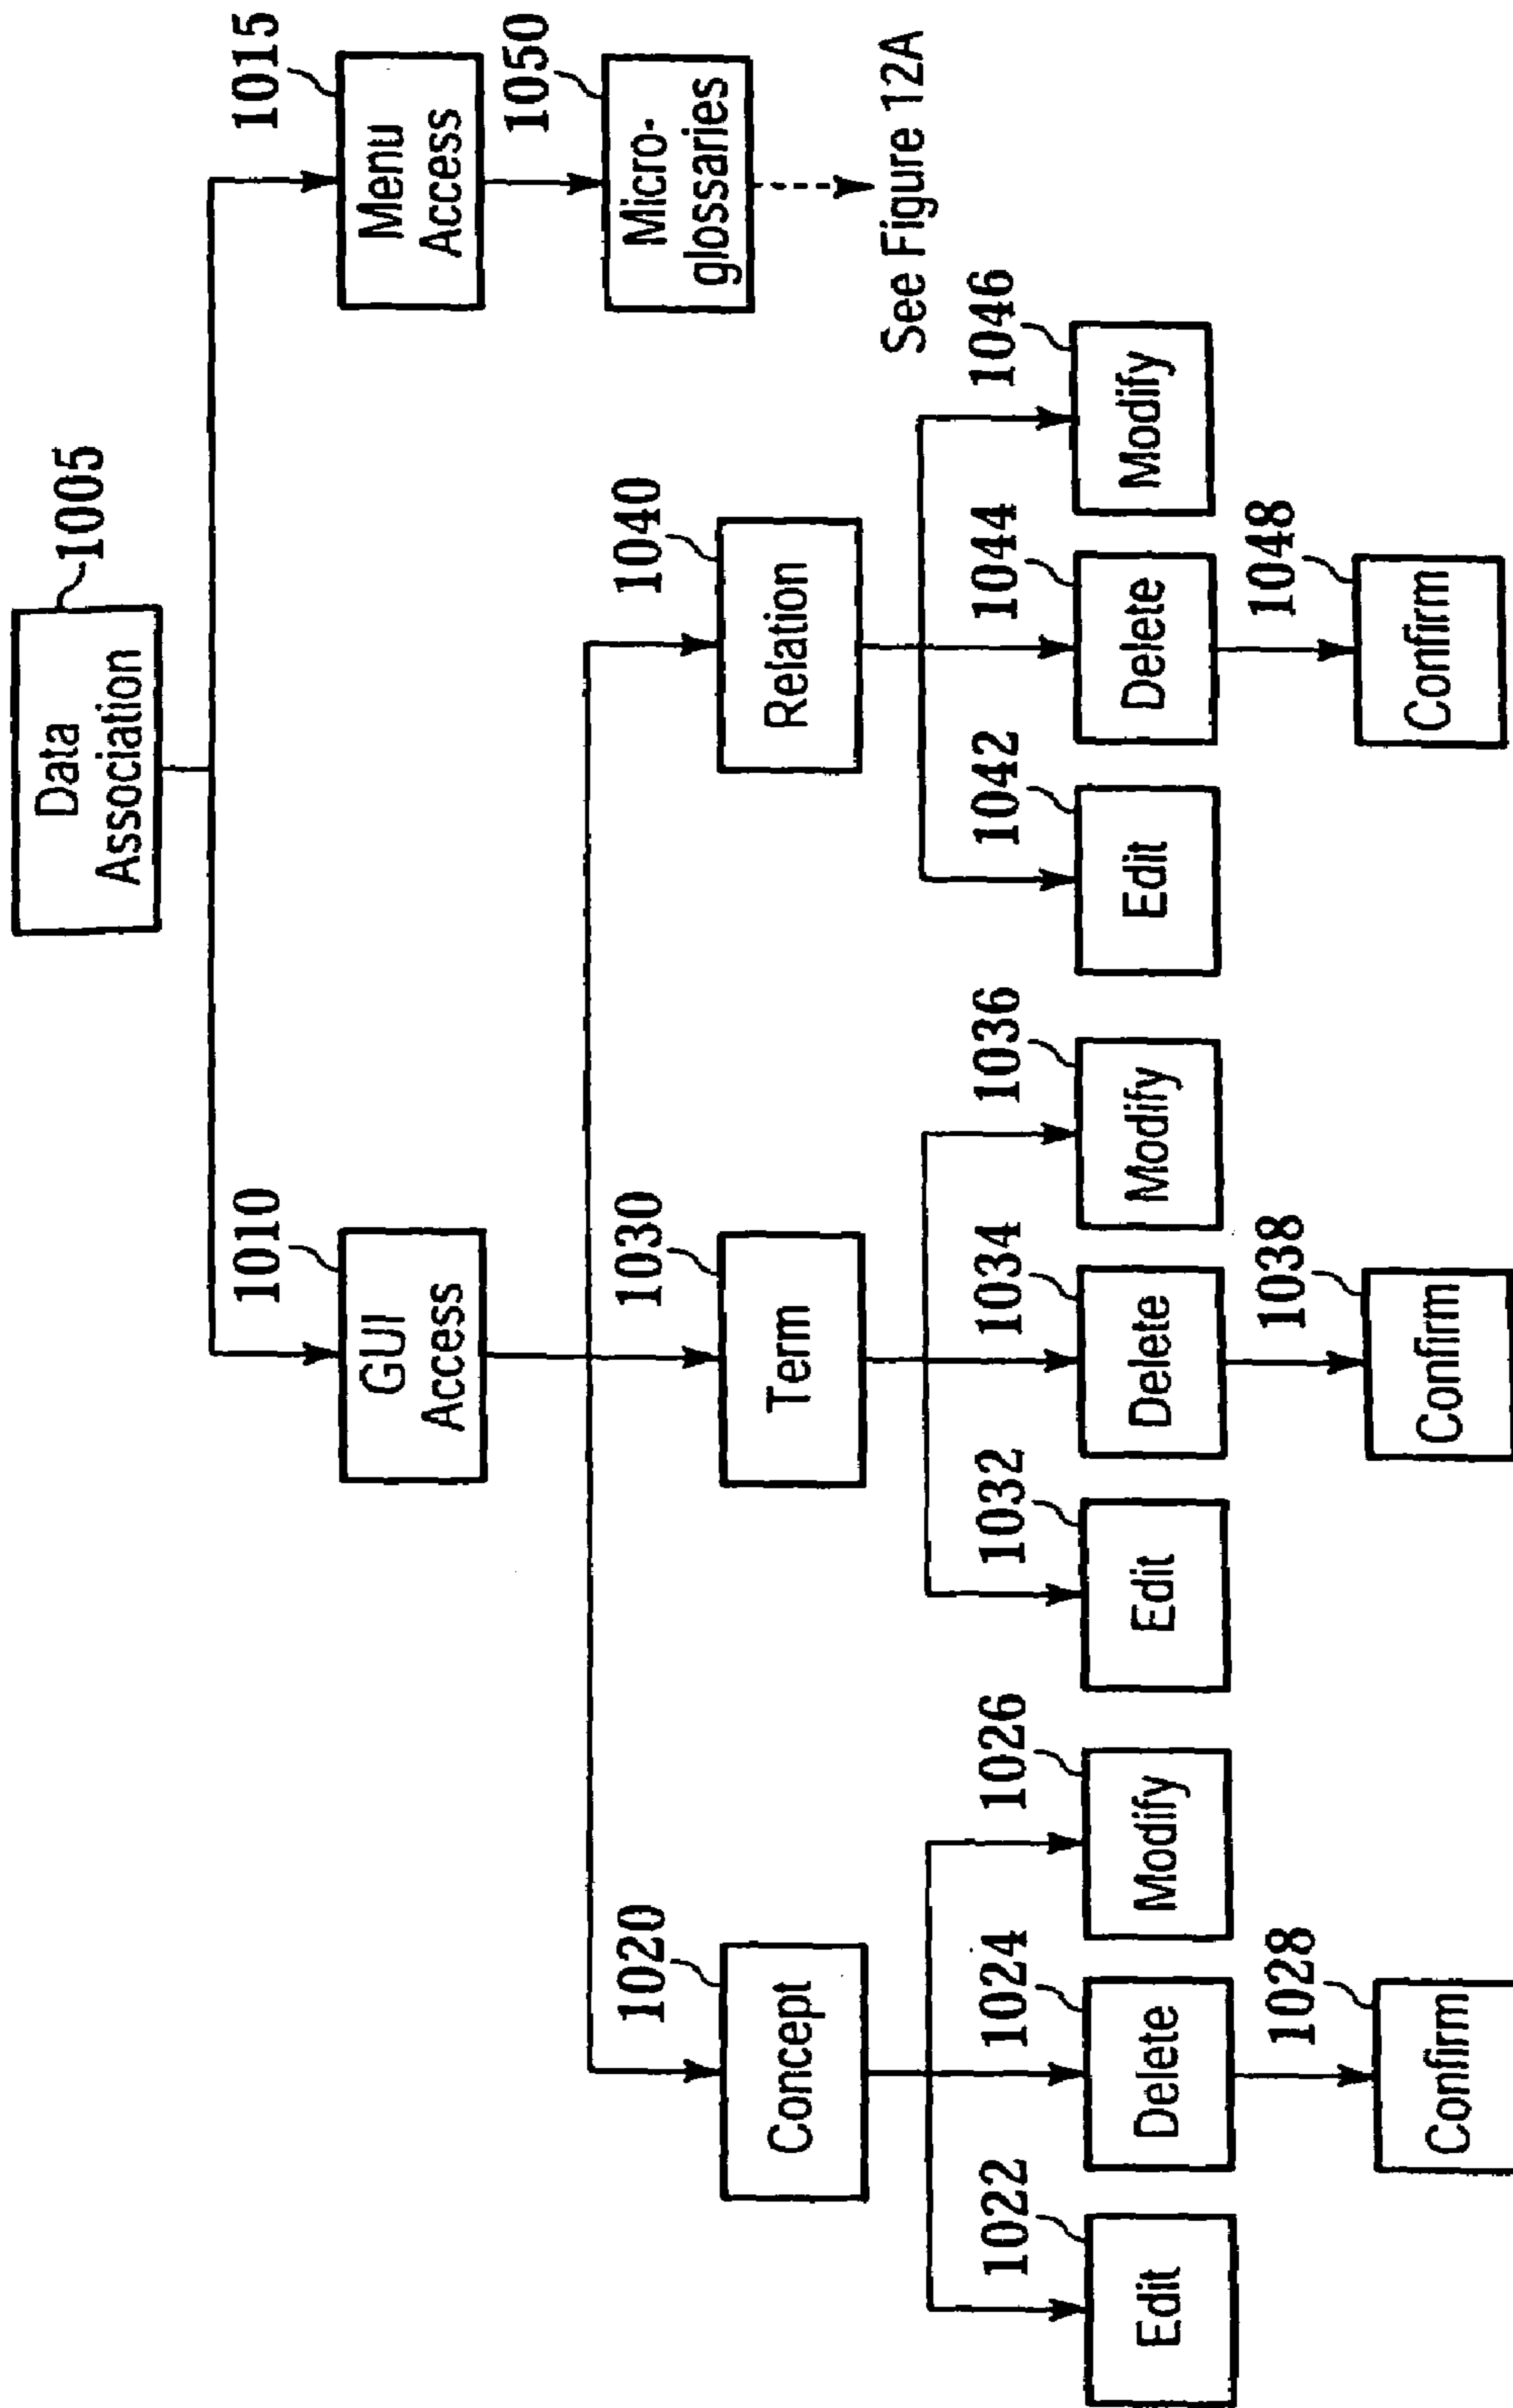 Data
Association
1005
1010
GUI
Access
1015
Menu
Access
1050
Micro-
glossaries
See Figure 12A
1020
Concept
1030
Term
1040
Relation
1022
Edit
1024
Delete
1026
Modify
1028
Confirm
1032
Edit
1034
Delete
1036
Modify
1038
Confirm
1042
Edit
1044
Delete
1046
Modify
1048
Confirm